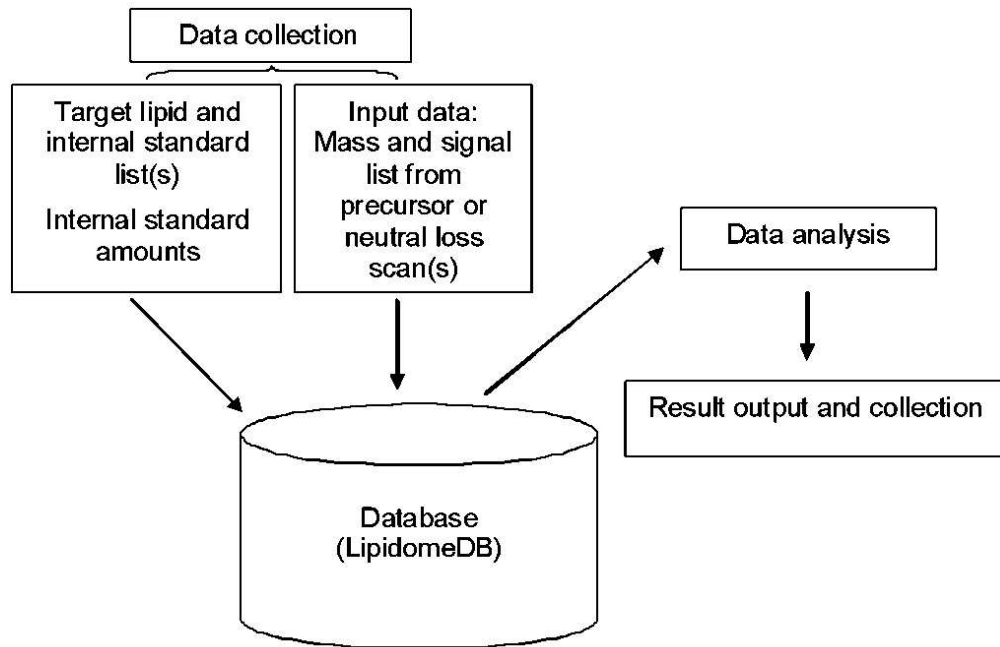 Data collection
Target lipid and
internal standard
list(s)
Internal standard
amounts
Input data:
Mass and signal
list from
precursor or
neutral loss
scan(s)
Data analysis
Result output and collection
Database
(LipidomeDB)